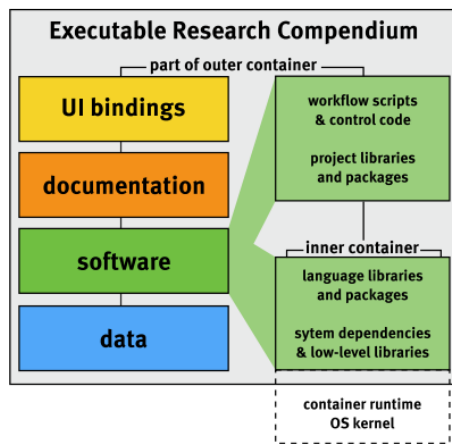 Executable Research Compendium
part of outer container
UI bindings
documentation
software
data
workflow scripts
& control code
project libraries
and packages
inner container
language libraries
and packages
sytem dependencies
& low-level libraries
container runtime
OS kernel